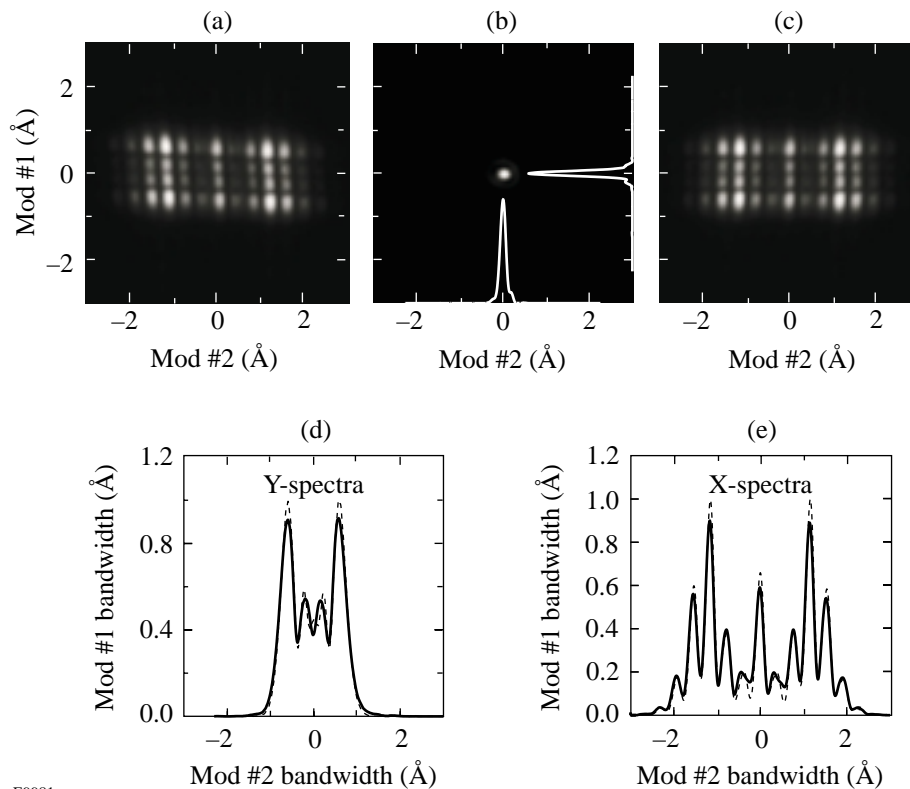 (a) (b) (c)
Mod #1 (Å)
2
0
−2
−2 0 2 −2 0 2 −2 0 2
Mod #2 (Å) Mod #2 (Å) Mod #2 (Å)
(d) (e)
Mod #1 bandwidth (Å) Mod #1 bandwidth (Å)
1.2 1.2
Y-spectra X-spectra
1.0
0.8 0.8
0.6
0.4 0.4
0.2
0.0 0.0
−2 0 2 −2 0 2
Mod #2 bandwidth (Å) Mod #2 bandwidth (Å)